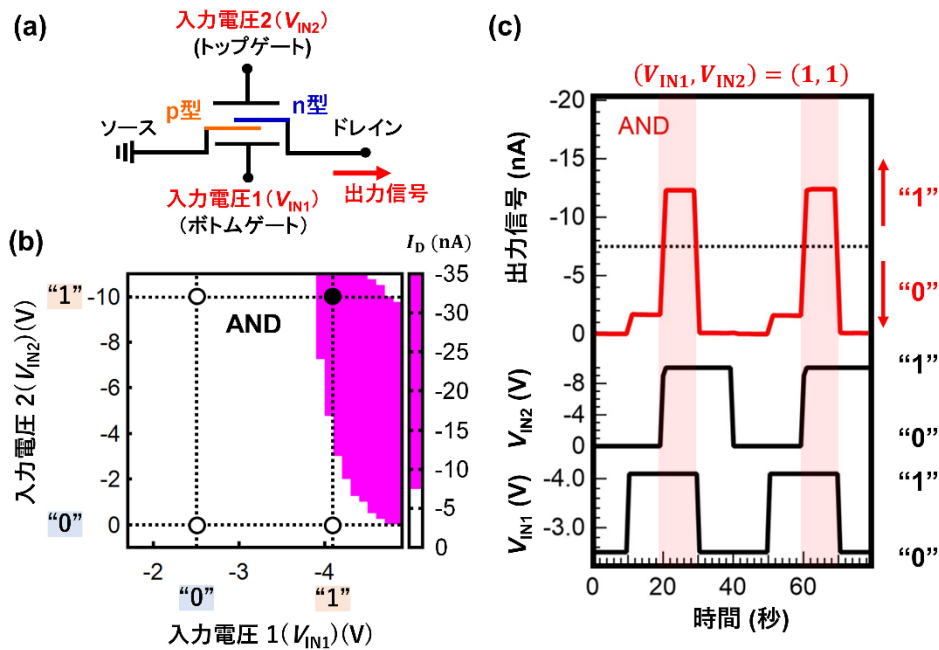 (a)
入力電圧2(VIN2)
(トップゲート)
p型
n型
ソース
ドレイン
入力電圧1(VIN1)
(ボトムゲート)
出力信号
(b)
ID (nA)
“1”
-10
-8
-6
-4
-2
“0”
0
入力電圧 2(VIN2)(V)
AND
-35
-30
-25
-20
-15
-10
-5
0
-2
-3
-4
“0”
“1”
入力電圧 1(VIN1)(V)
(c)
(VIN1, VIN2) = (1, 1)
AND
出力信号 (nA)
-20
-15
-10
-5
0
“1”
“0”
VIN2 (V)
-8
-4
0
“1”
“0”
VIN1 (V)
-4.0
-3.0
“1”
“0”
0
20
40
60
時間 (秒)